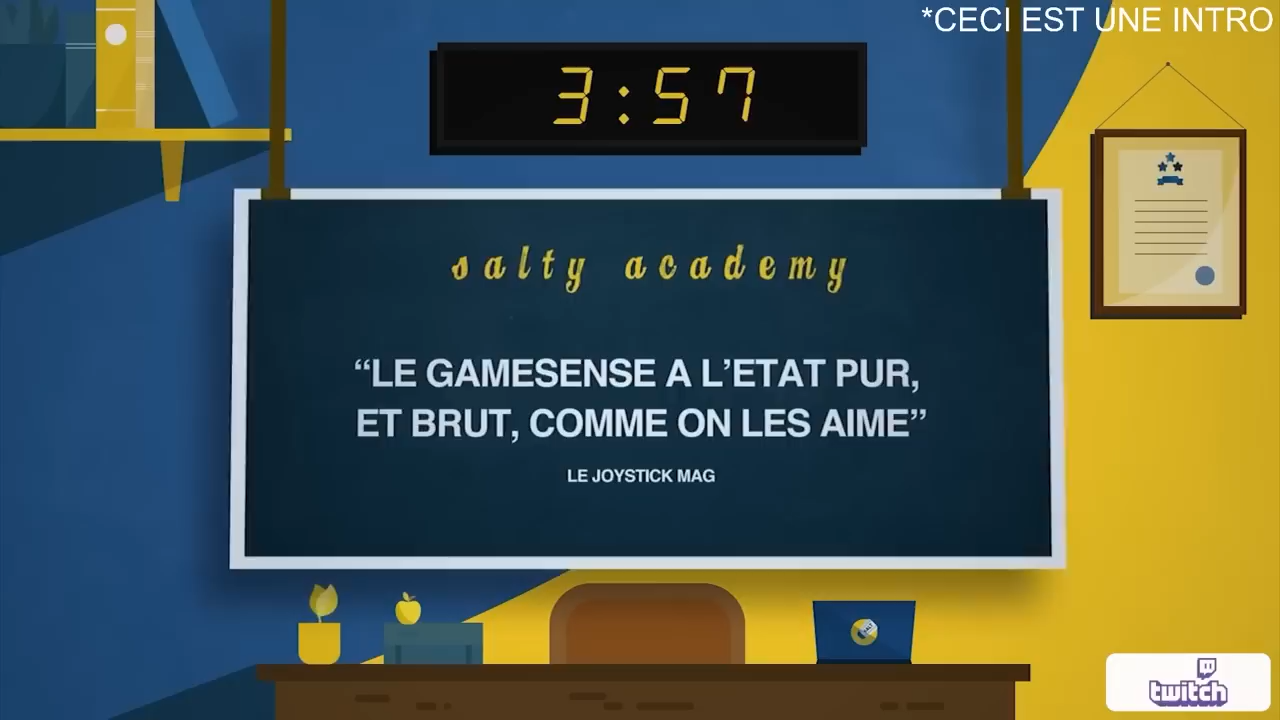 *CECI EST UNE INTRO
3:57
salty academy
“LE GAMESENSE A L’ETAT PUR,
ET BRUT, COMME ON LES AIME”
LE JOYSTICK MAG
twitch